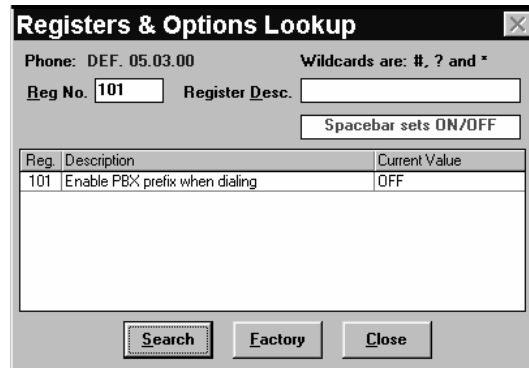 Registers & Options Lookup
Phone: DEF. 05.03.00 Wildcards are: #, ? and *
Reg No. 101 Register Desc.
Spacebar sets ON/OFF
Reg. Description Current Value
101 Enable PBX prefix when dialing OFF
Search Factory Close